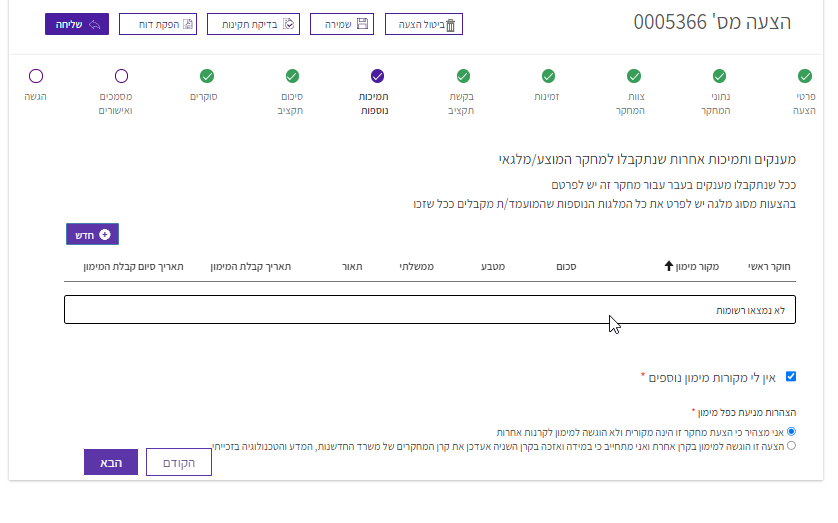 הצעה מס' 0005366
ביטול הצעה
שמירה
בדיקת תקינות
הפקת דוח
שליחה
פרטי הצעה
נתוני המחקר
צוות המחקר
זמינות
בקשת תקציב
תמיכות נוספות
סיכום תקציב
סוקרים
מסמכים ואישורים
הגשה
מענקים ותמיכות אחרות שנתקבלו למחקר המוצע/מלגאי
ככל שנתקבלו מענקים בעבר עבור מחקר זה יש לפרטם
בהצעות מסוג מלגה יש לפרט את כל המלגות הנוספות שהמועמד/ת מקבלים ככל שזכו
חדש
חוקר ראשי מקור מימון סכום מטבע ממשלתי תאור תאריך קבלת המימון תאריך סיום קבלת המימון
לא נמצאו רשומות
אין לי מקורות מימון נוספים *
הצהרות מניעת כפל מימון *
אני מצהיר כי הצעת מחקר זו הינה מקורית ולא הוגשה למימון לקרנות אחרות
הצעה זו הוגשה למימון בקרן אחרת ואני מתחייב כי במידה ואזכה בקרן השניה אעדכן את קרן המחקרים של משרד החדשנות, המדע והטכנולוגיה בזכייתי
הקודם
הבא